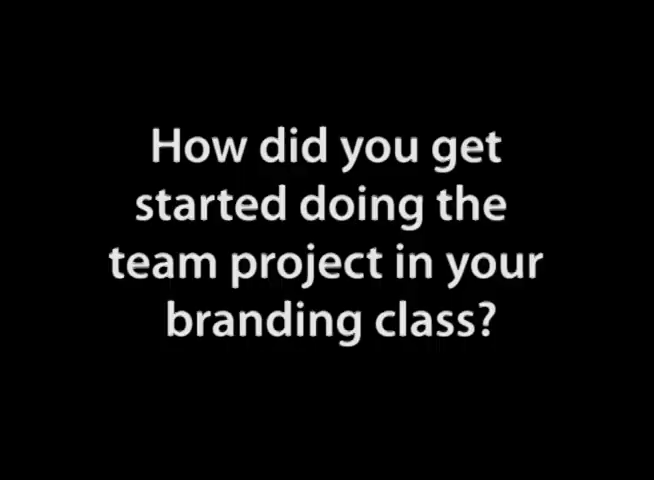 How did you get
started doing the
team project in your
branding class?